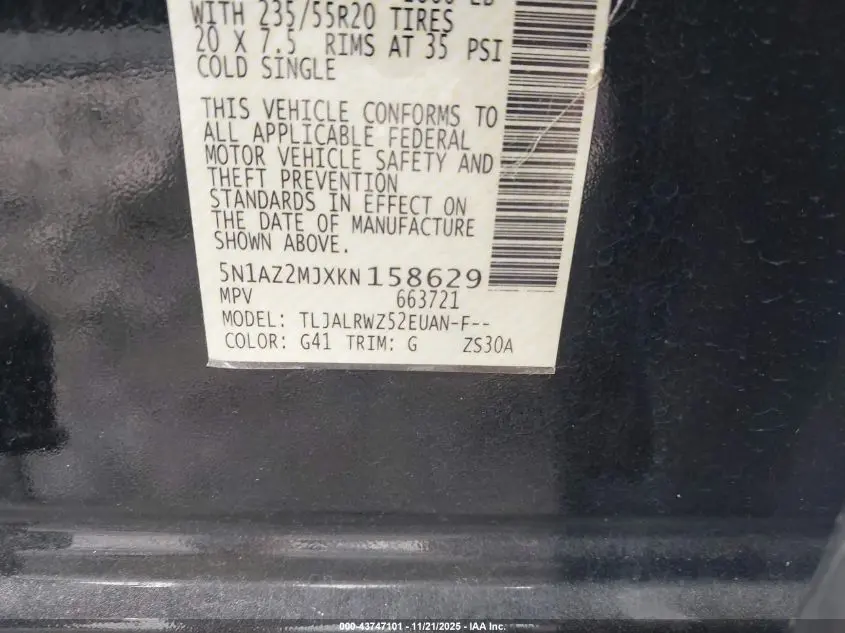 WITH 235/55R20 TIRES
20 X 7.5 RIMS AT 35 PSI
COLD SINGLE
THIS VEHICLE CONFORMS TO
ALL APPLICABLE FEDERAL
MOTOR VEHICLE SAFETY AND
THEFT PREVENTION
STANDARDS IN EFFECT ON
THE DATE OF MANUFACTURE
SHOWN ABOVE.
5N1AZ2MJXKN158629
MPV 663721
MODEL: TLJALRWZ52EUAN-F--
COLOR: G41 TRIM: G ZS30A
000-43747101 - 11/21/2025 - IAA Inc.